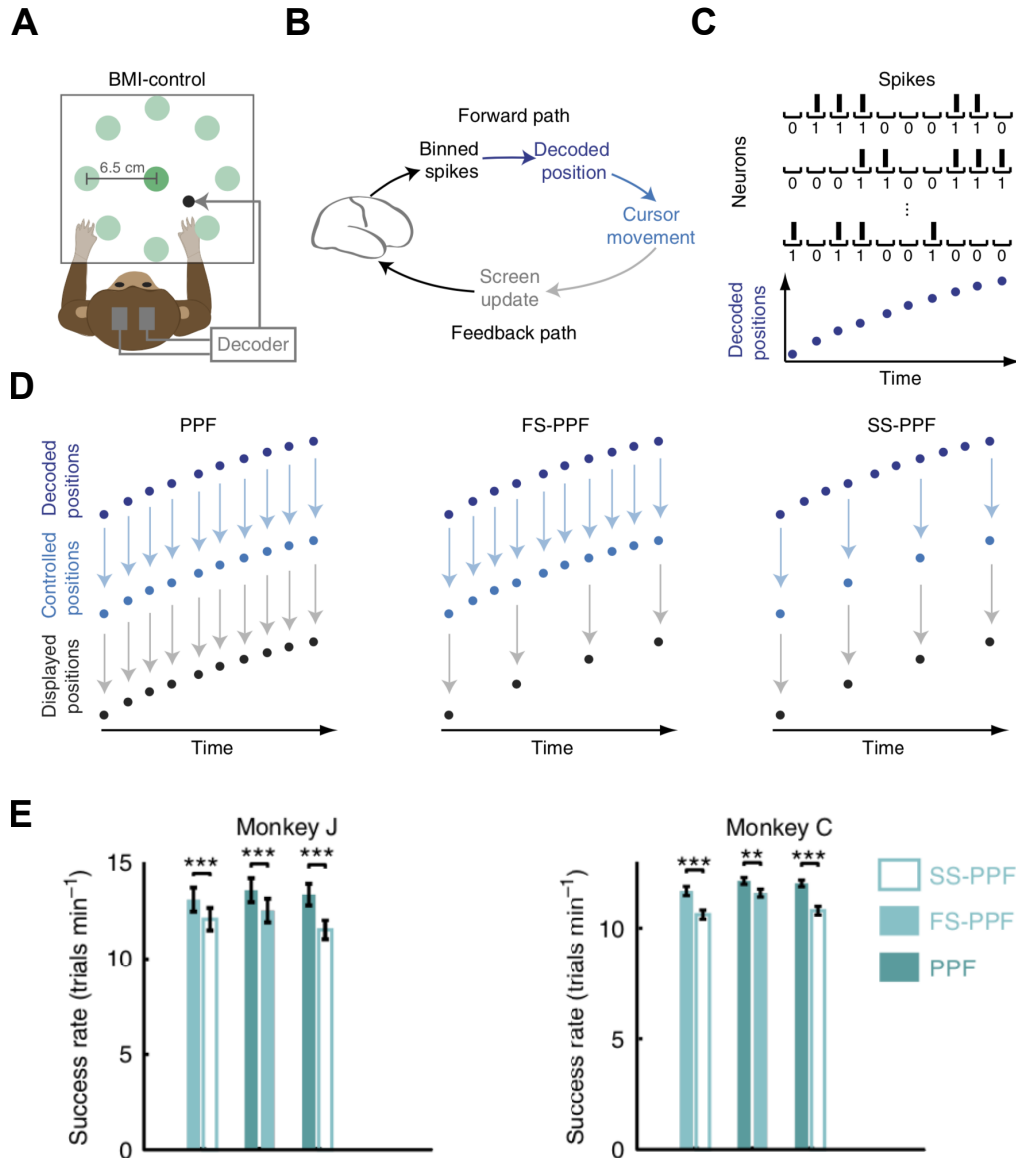 A
BMI-control
6.5 cm
Decoder
B
Forward path
Binned
spikes
Decoded
position
Cursor
movement
Screen
update
Feedback path
C
Spikes
Neurons
0 1 1 1 0 0 0 1 1 0
0 0 0 1 1 0 0 1 1 1
⋮
1 0 1 1 0 0 1 0 0 0
Decoded
positions
Time
D
PPF
FS-PPF
SS-PPF
Decoded
positions
Controlled
positions
Displayed
positions
Time
Time
Time
E
Monkey J
Success rate (trials min⁻¹)
15
10
5
0
*** *** ***
Monkey C
Success rate (trials min⁻¹)
10
5
0
*** ** ***
SS-PPF
FS-PPF
PPF